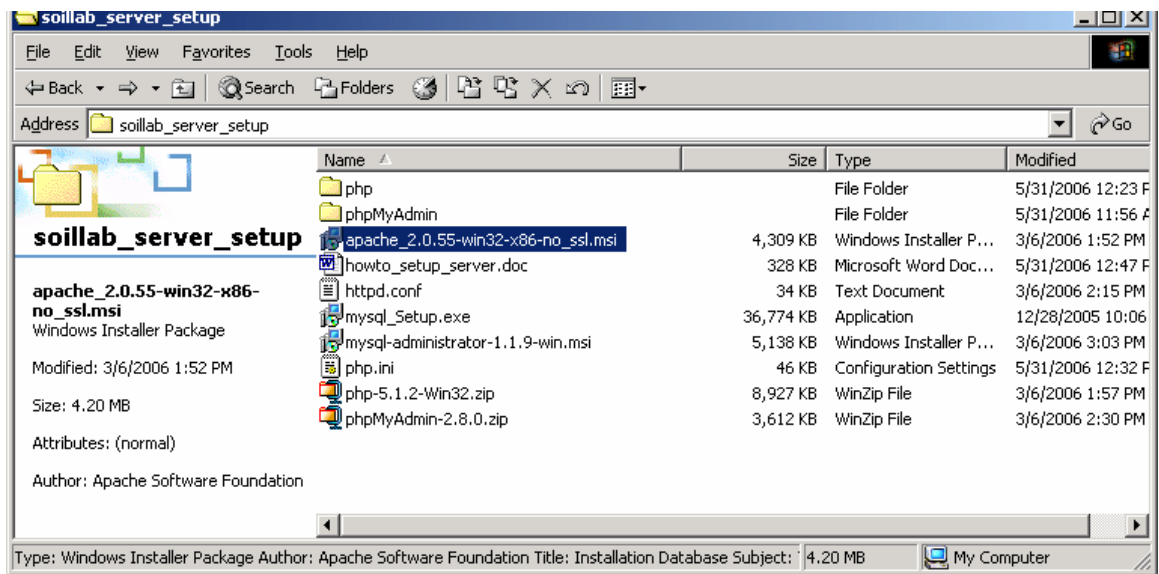 soillab_server_setup
File Edit View Favorites Tools Help
Back Search Folders
Address soillab_server_setup Go
soillab_server_setup
apache_2.0.55-win32-x86-
no_ssl.msi
Windows Installer Package
Modified: 3/6/2006 1:52 PM
Size: 4.20 MB
Attributes: (normal)
Author: Apache Software Foundation
Name Size Type Modified
php File Folder 5/31/2006 12:23
phpMyAdmin File Folder 5/31/2006 11:56
apache_2.0.55-win32-x86-no_ssl.msi 4,309 KB Windows Installer P... 3/6/2006 1:52 PM
howto_setup_server.doc 328 KB Microsoft Word Doc... 5/31/2006 12:47
httpd.conf 34 KB Text Document 3/6/2006 2:15 PM
mysql_Setup.exe 36,774 KB Application 12/28/2005 10:06
mysql-administrator-1.1.9-win.msi 5,138 KB Windows Installer P... 3/6/2006 3:03 PM
php.ini 46 KB Configuration Settings 5/31/2006 12:32
php-5.1.2-Win32.zip 8,927 KB WinZip File 3/6/2006 1:57 PM
phpMyAdmin-2.8.0.zip 3,612 KB WinZip File 3/6/2006 2:30 PM
Type: Windows Installer Package Author: Apache Software Foundation Title: Installation Database Subject: 4.20 MB My Computer